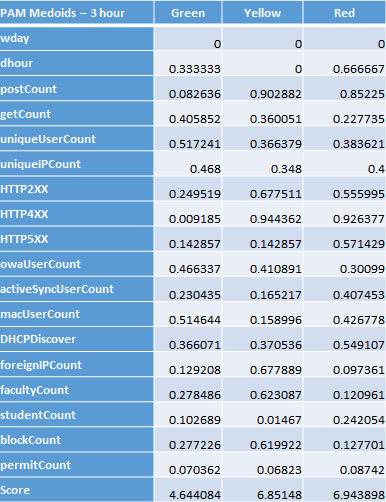 PAM Medoids – 3 hour Green Yellow Red
wday 0 0 0
dhour 0.333333 0 0.666667
postCount 0.082636 0.902882 0.85225
getCount 0.405852 0.360051 0.227735
uniqueUserCount 0.517241 0.366379 0.383621
uniqueIPCount 0.468 0.348 0.4
HTTP2XX 0.249519 0.677511 0.555995
HTTP4XX 0.009185 0.944362 0.926377
HTTP5XX 0.142857 0.142857 0.571429
owaUserCount 0.466337 0.410891 0.30099
activeSyncUserCount 0.230435 0.165217 0.407453
macUserCount 0.514644 0.158996 0.426778
DHCPDiscover 0.366071 0.370536 0.549107
foreignIPCount 0.129208 0.677889 0.097361
facultyCount 0.278486 0.623087 0.120961
studentCount 0.102689 0.01467 0.242054
blockCount 0.277226 0.619922 0.127701
permitCount 0.070362 0.06823 0.08742
Score 4.644084 6.85148 6.943898